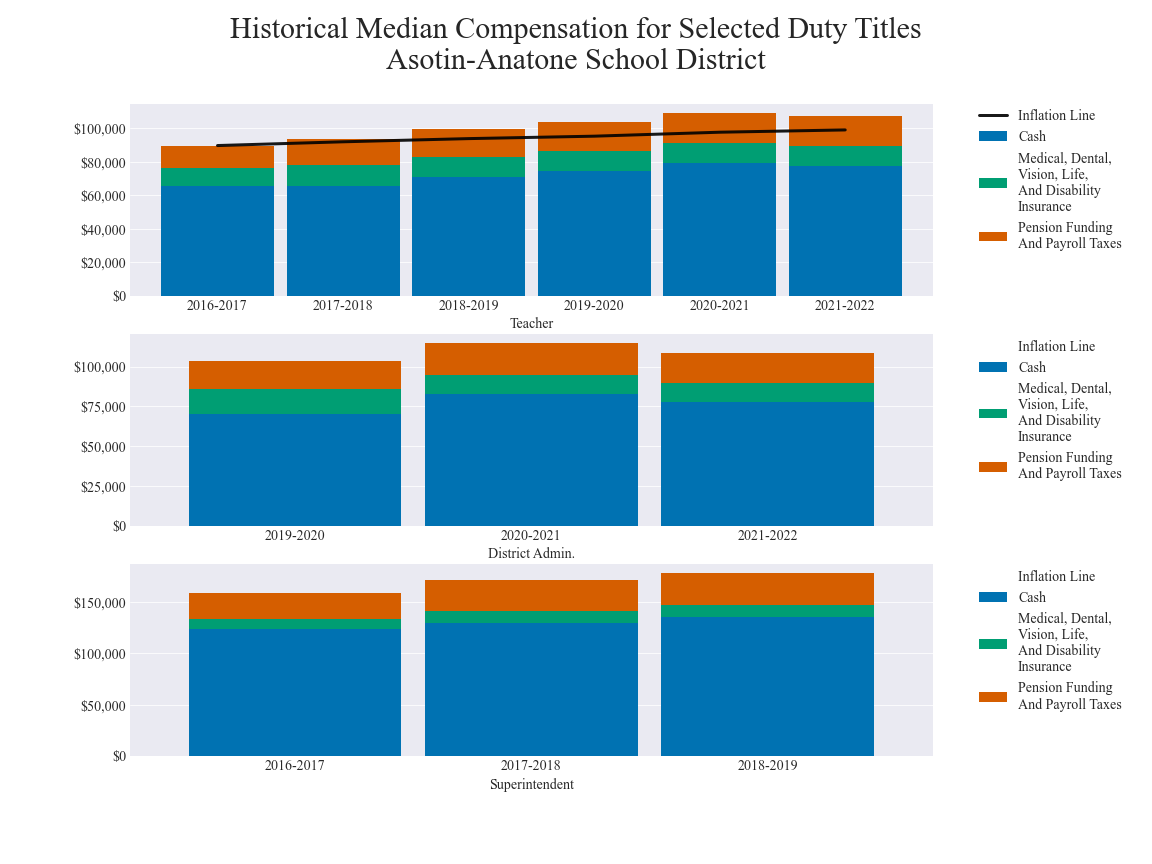 Historical Median Compensation for Selected Duty Titles
Asotin-Anatone School District
$100,000
$80,000
$60,000
$40,000
$20,000
$0
2016-2017
2017-2018
2018-2019
2019-2020
2020-2021
2021-2022
Teacher
Inflation Line
Cash
Medical, Dental,
Vision, Life,
And Disability
Insurance
Pension Funding
And Payroll Taxes
$100,000
$75,000
$50,000
$25,000
$0
2019-2020
2020-2021
2021-2022
District Admin.
Inflation Line
Cash
Medical, Dental,
Vision, Life,
And Disability
Insurance
Pension Funding
And Payroll Taxes
$150,000
$100,000
$50,000
$0
2016-2017
2017-2018
2018-2019
Superintendent
Inflation Line
Cash
Medical, Dental,
Vision, Life,
And Disability
Insurance
Pension Funding
And Payroll Taxes